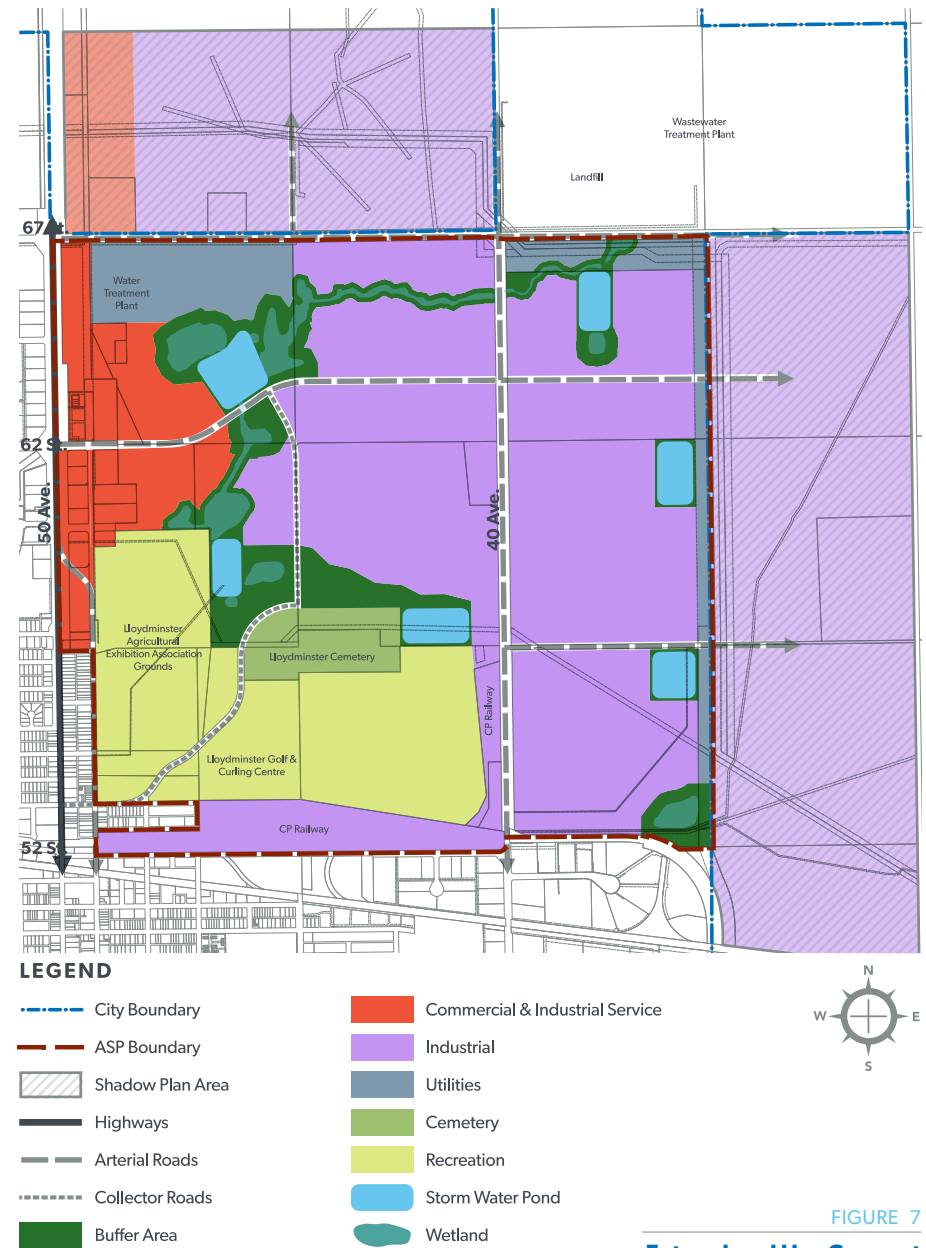 Wastewater
Treatment Plant
Landfill
67
Water
Treatment
Plant
62 St.
50 Ave.
40 Ave.
Lloydminster
Agricultural
Exhibition Association
Grounds
Lloydminster Cemetery
CP Railway
Lloydminster Golf &
Curling Centre
CP Railway
52 S
LEGEND
City Boundary
ASP Boundary
Shadow Plan Area
Highways
Arterial Roads
Collector Roads
Buffer Area
Commercial & Industrial Service
Industrial
Utilities
Cemetery
Recreation
Storm Water Pond
Wetland
N
W
E
S
FIGURE 7